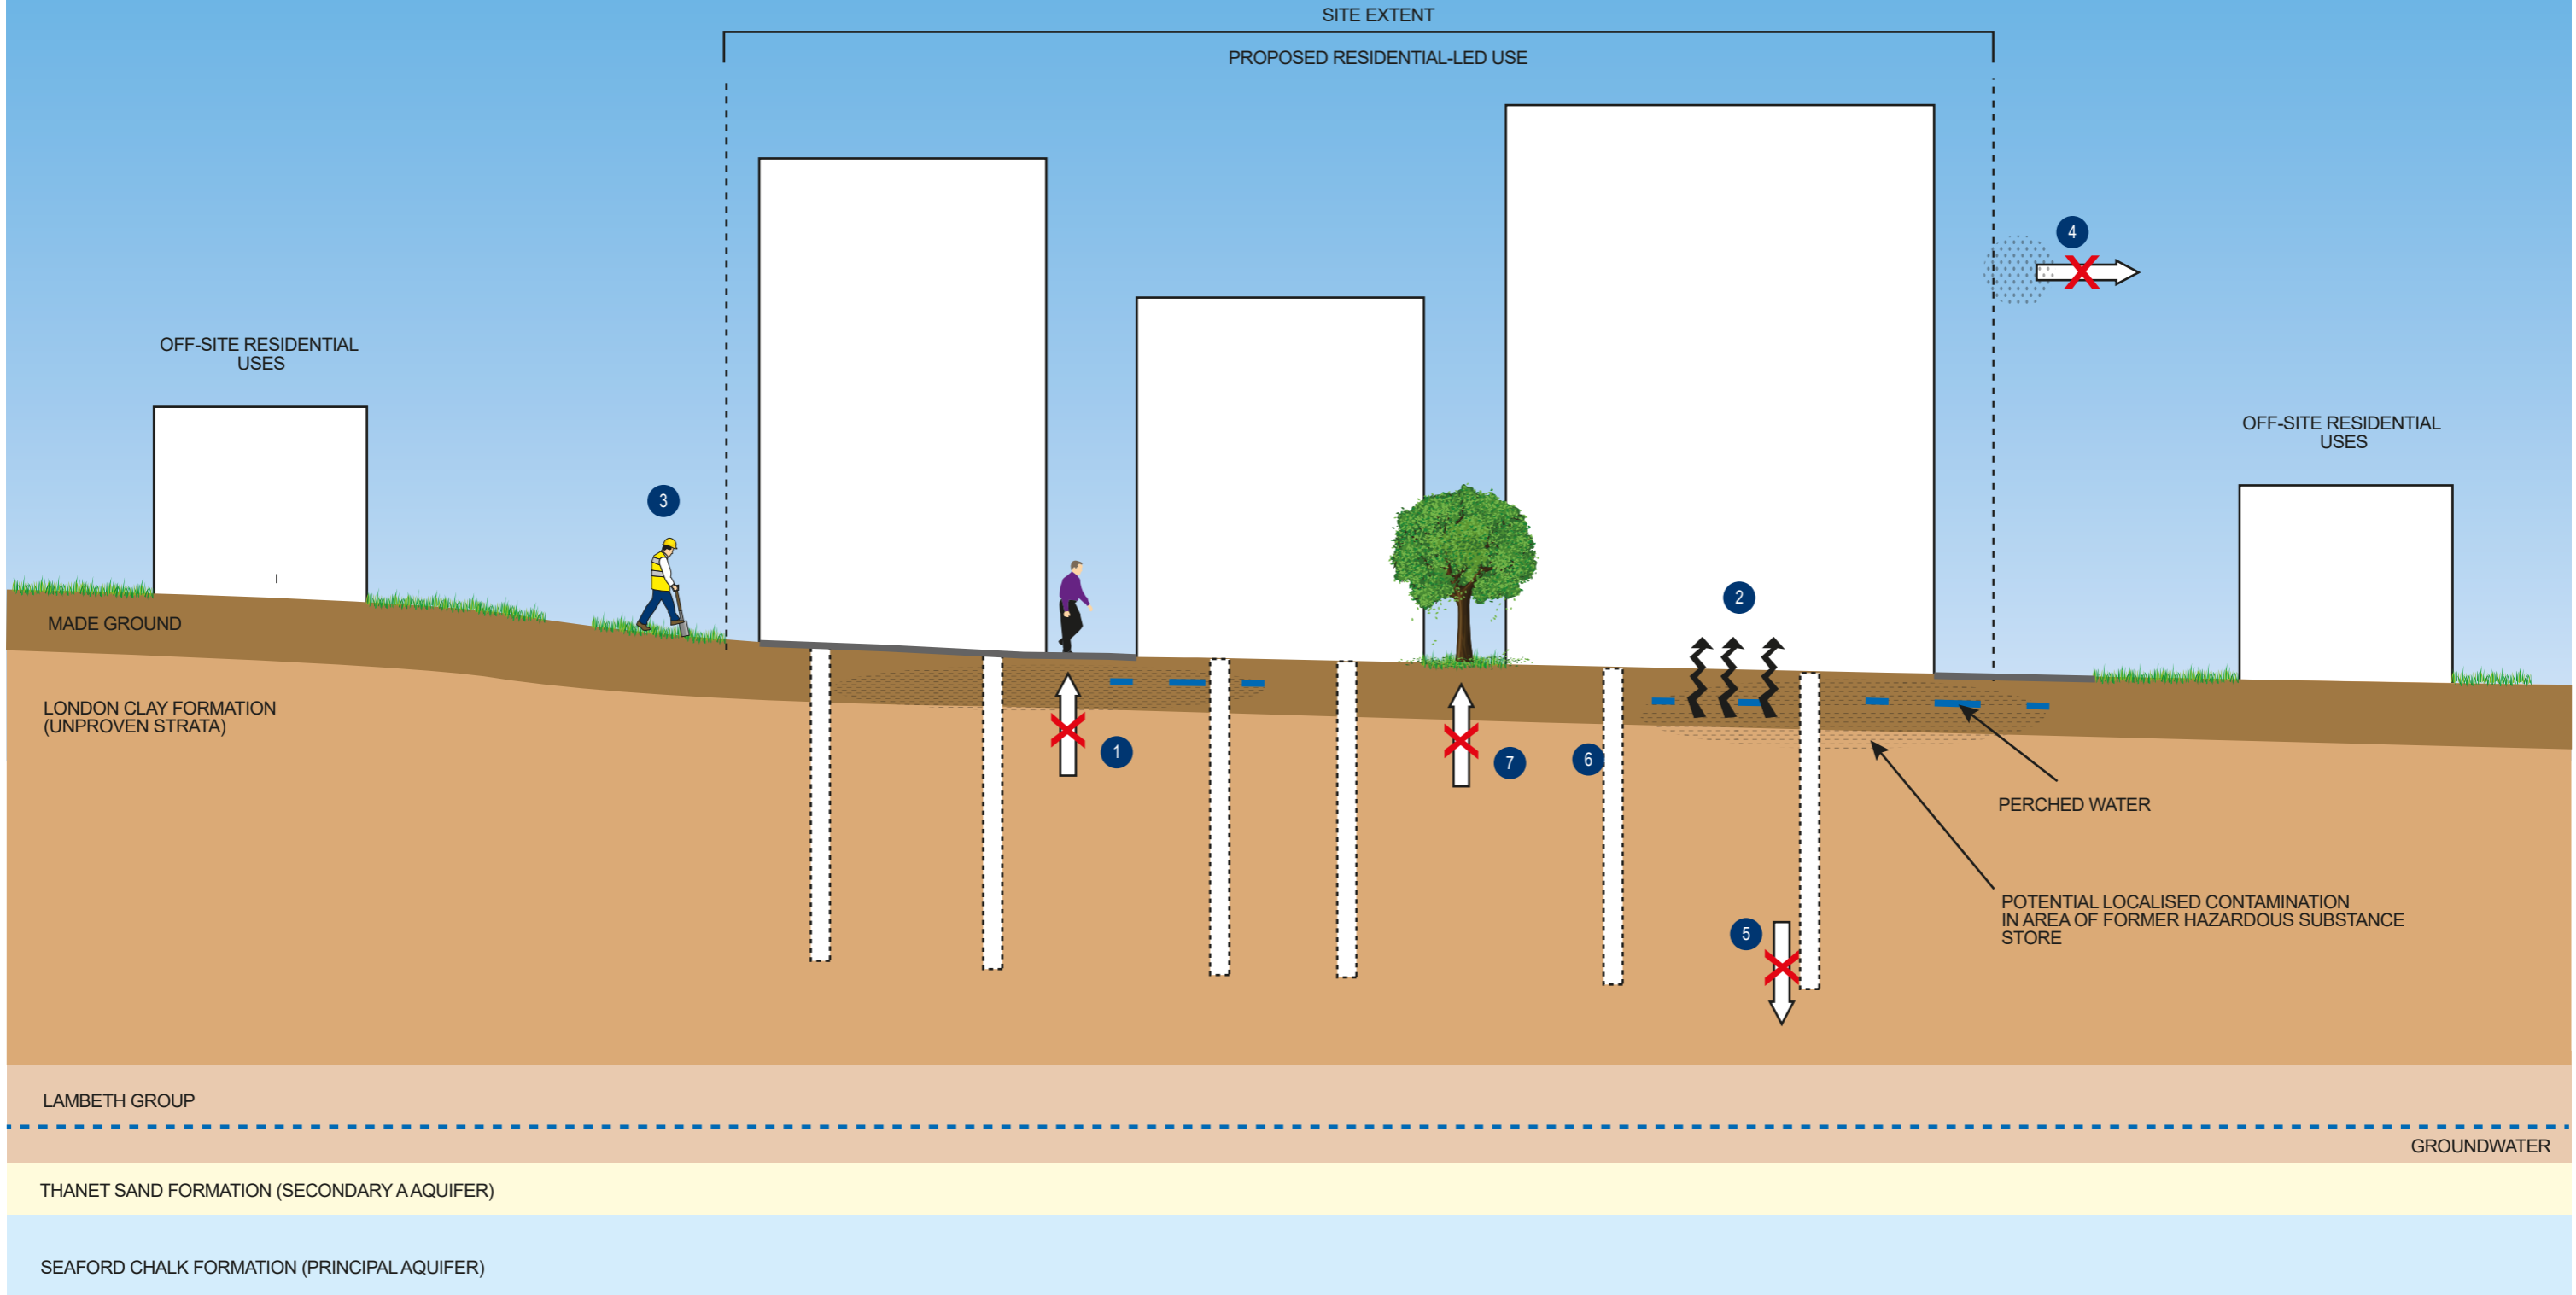 SITE EXTENT
PROPOSED RESIDENTIAL-LED USE
4
OFF-SITE RESIDENTIAL
USES
OFF-SITE RESIDENTIAL
USES
3
2
MADE GROUND
LONDON CLAY FORMATION
(UNPROVEN STRATA)
1
7
6
PERCHED WATER
POTENTIAL LOCALISED CONTAMINATION
IN AREA OF FORMER HAZARDOUS SUBSTANCE
STORE
5
LAMBETH GROUP
GROUNDWATER
THANET SAND FORMATION (SECONDARY A AQUIFER)
SEAFORD CHALK FORMATION (PRINCIPAL AQUIFER)